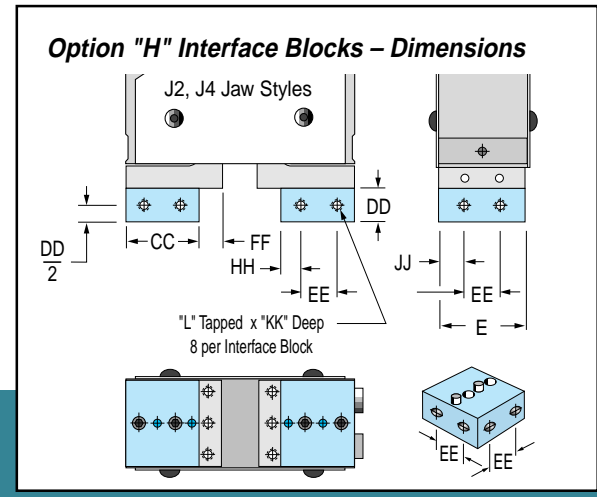 Option "H" Interface Blocks – Dimensions
J2, J4 Jaw Styles
DD
2
CC
FF
HH
EE
DD
JJ
EE
E
"L" Tapped x "KK" Deep
8 per Interface Block
EE
EE